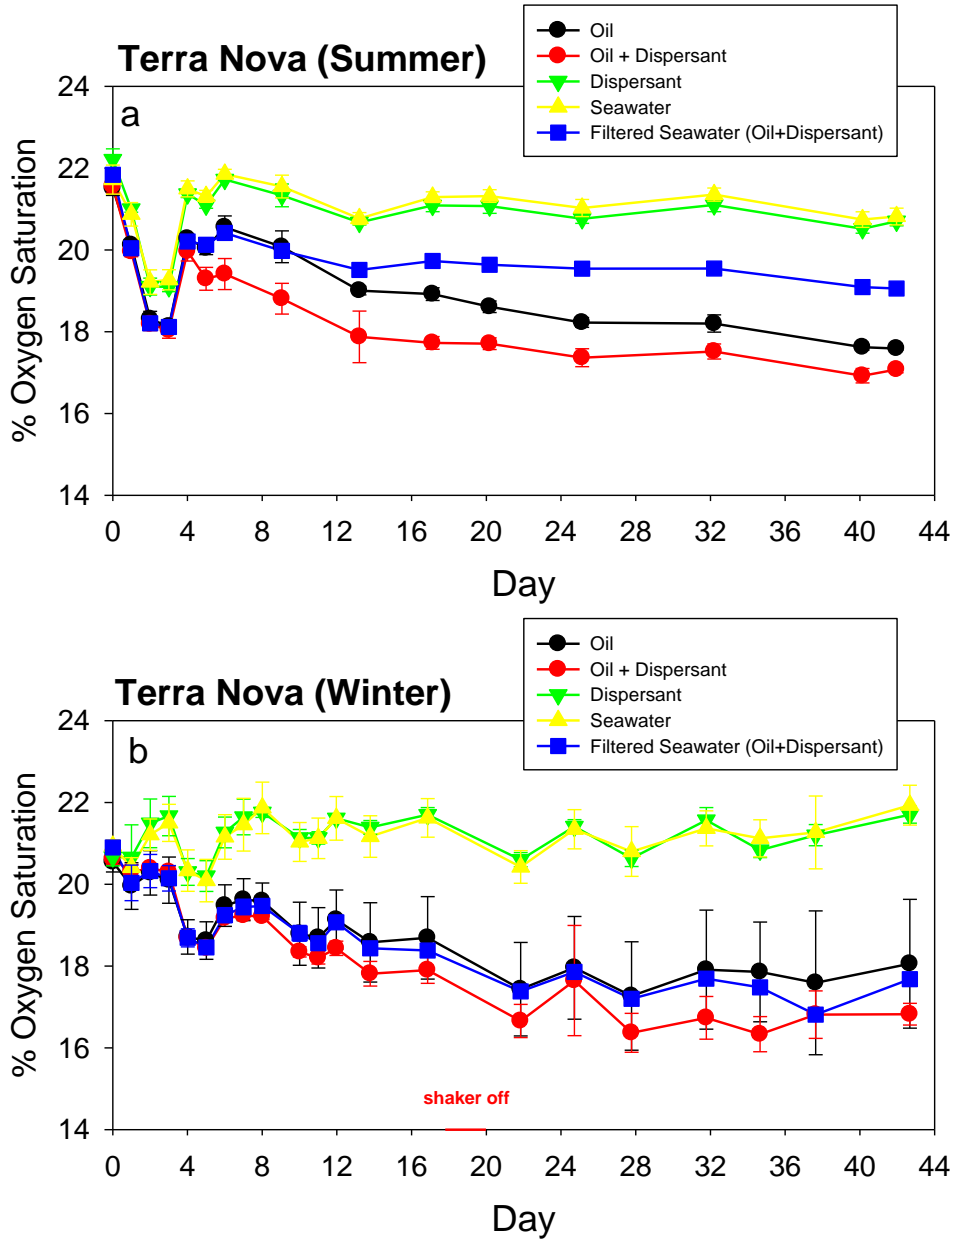 Terra Nova (Summer)
Oil
Oil + Dispersant
Dispersant
Seawater
Filtered Seawater (Oil+Dispersant)
a
% Oxygen Saturation
24
22
20
18
16
14
0 4 8 12 16 20 24 28 32 36 40 44
Day
Terra Nova (Winter)
Oil
Oil + Dispersant
Dispersant
Seawater
Filtered Seawater (Oil+Dispersant)
b
% Oxygen Saturation
24
22
20
18
16
14
shaker off
0 4 8 12 16 20 24 28 32 36 40 44
Day